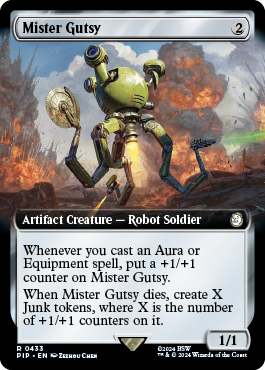 Mister Gutsy 2
Artifact Creature — Robot Soldier
Whenever you cast an Aura or
Equipment spell, put a +1/+1
counter on Mister Gutsy.
When Mister Gutsy dies, create X
Junk tokens, where X is the number
of +1/+1 counters on it.
1/1
R 0433 ©2024 BSW
PIP • EN Zezhou Chen ™ & © 2024 Wizards of the Coast